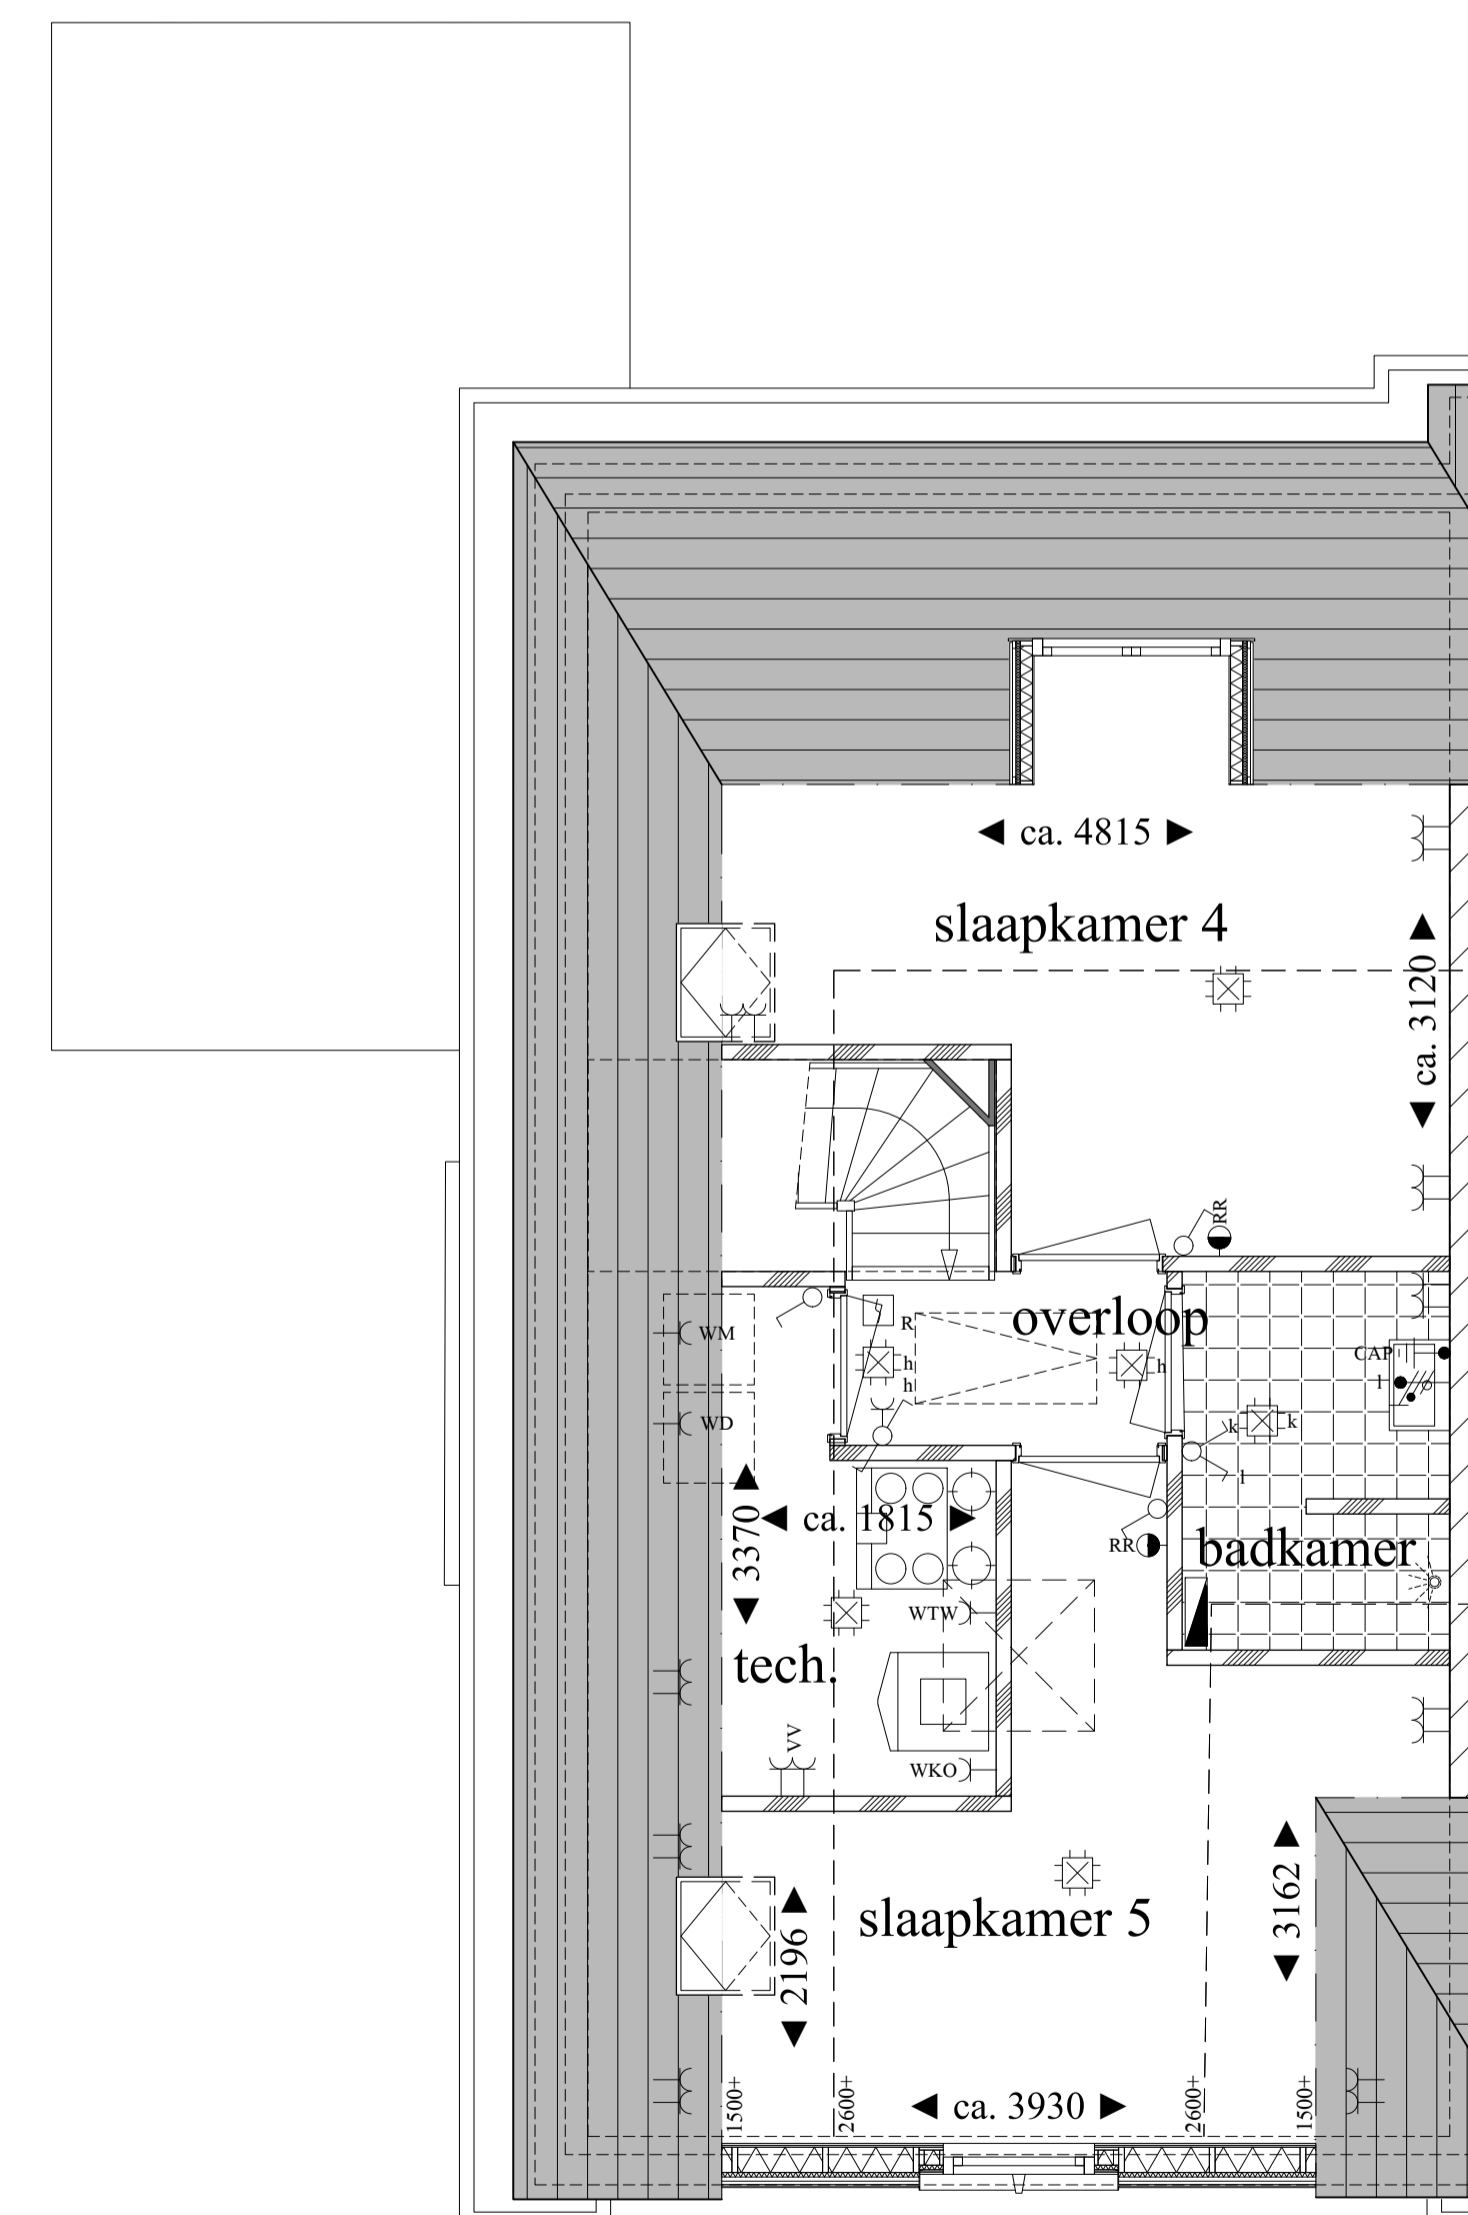 ca. 4815
slaapkamer 4
ca. 3120
RR
overloop
R
WM
h
h
h
CAP
l
WD
k
k
l
3370
ca. 1815
RR
badkamer
WTW
tech.
VV
WKO
3162
slaapkamer 5
2196
1500+
2600+
ca. 3930
2600+
1500+